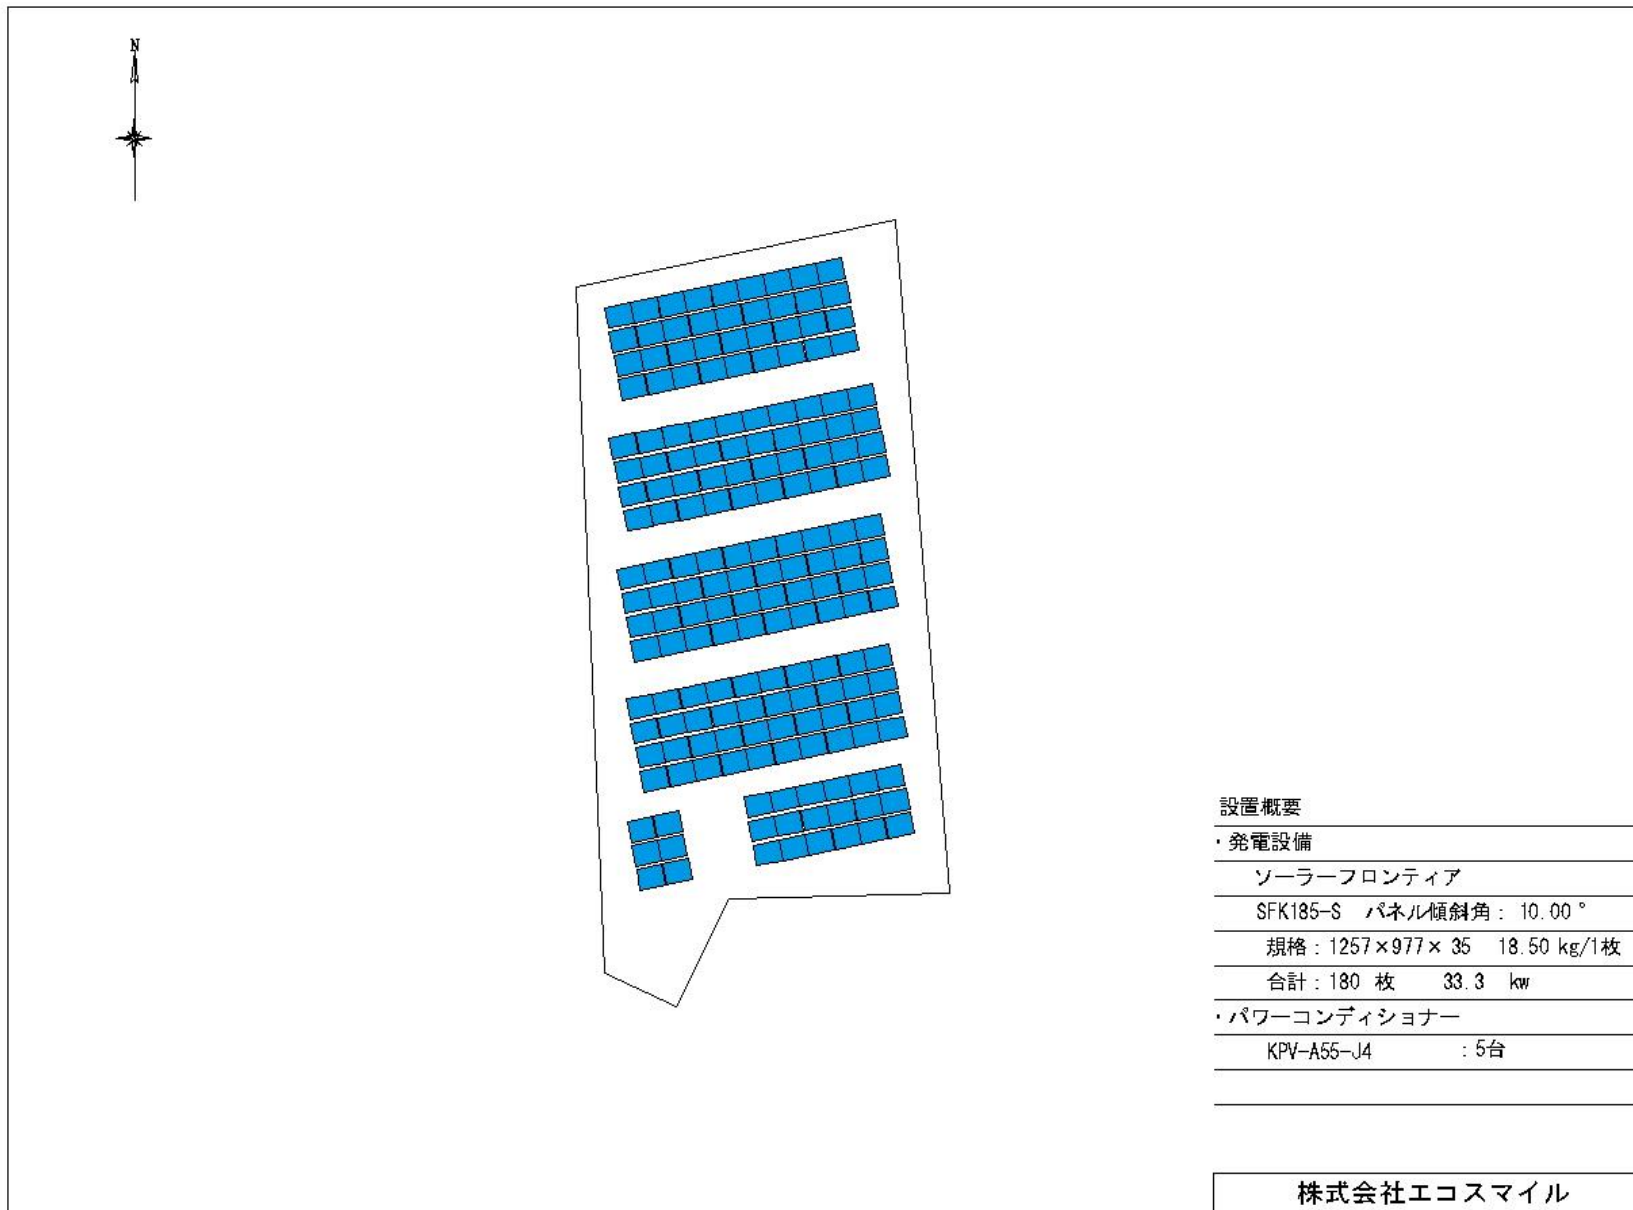 N
設置概要
・発電設備
ソーラーフロンティア
SFK185-S パネル傾斜角: 10.00°
規格:1257×977× 35 18.50 kg/1枚
合計:180 枚 33.3 kw
・パワーコンディショナー
KPV-A55-J4 :5台
株式会社エコスマイル